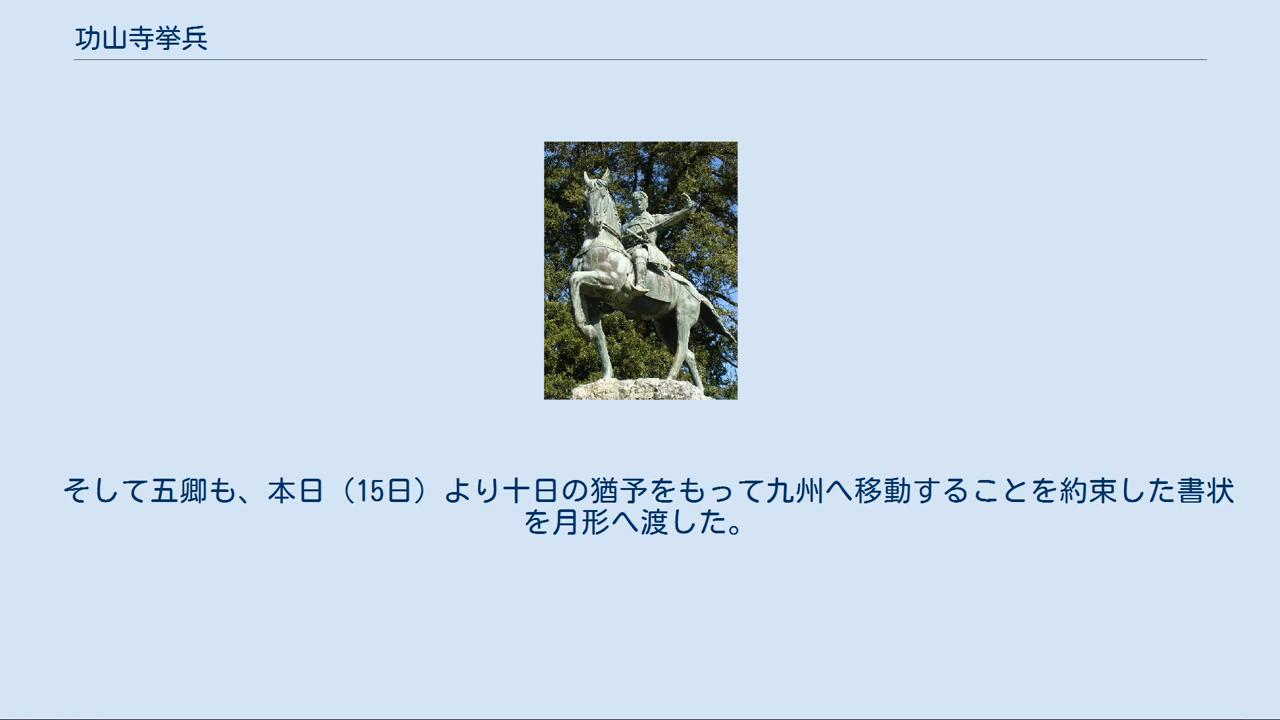 功山寺挙兵
そして五卿も、本日（15日）より十日の猶予をもって九州へ移動することを約束した書状
を月形へ渡した。